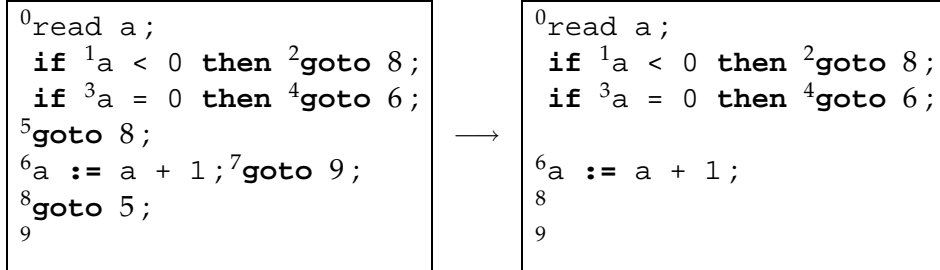 ⁰read a;
if ¹a < 0 then ²goto 8;
if ³a = 0 then ⁴goto 6;
⁵goto 8;
⁶a := a + 1;⁷goto 9;
⁸goto 5;
⁹
⟶
⁰read a;
if ¹a < 0 then ²goto 8;
if ³a = 0 then ⁴goto 6;
⁶a := a + 1;
⁸
⁹